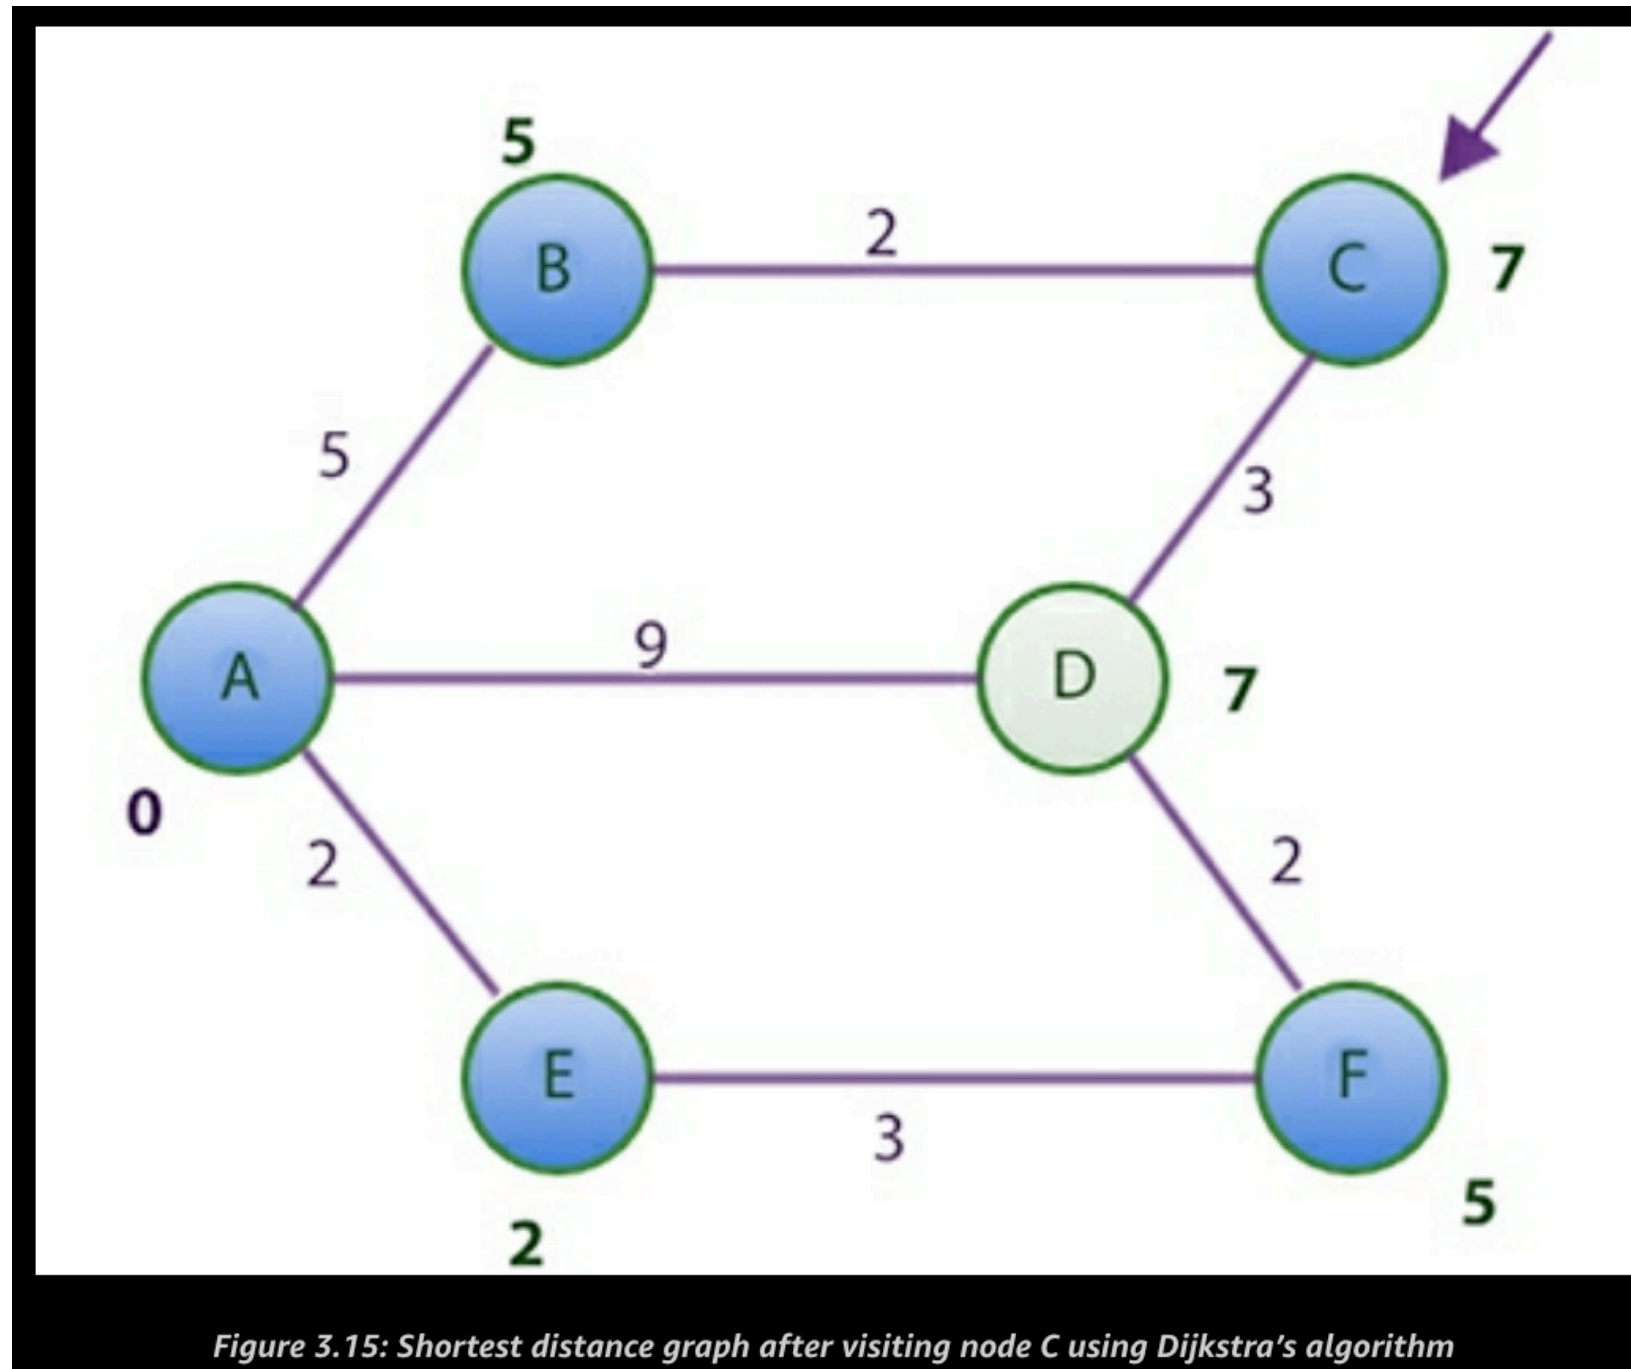 5
B
2
C
7
5
3
A
9
D
7
0
2
2
E
F
3
5
2
Figure 3.15: Shortest distance graph after visiting node C using Dijkstra’s algorithm